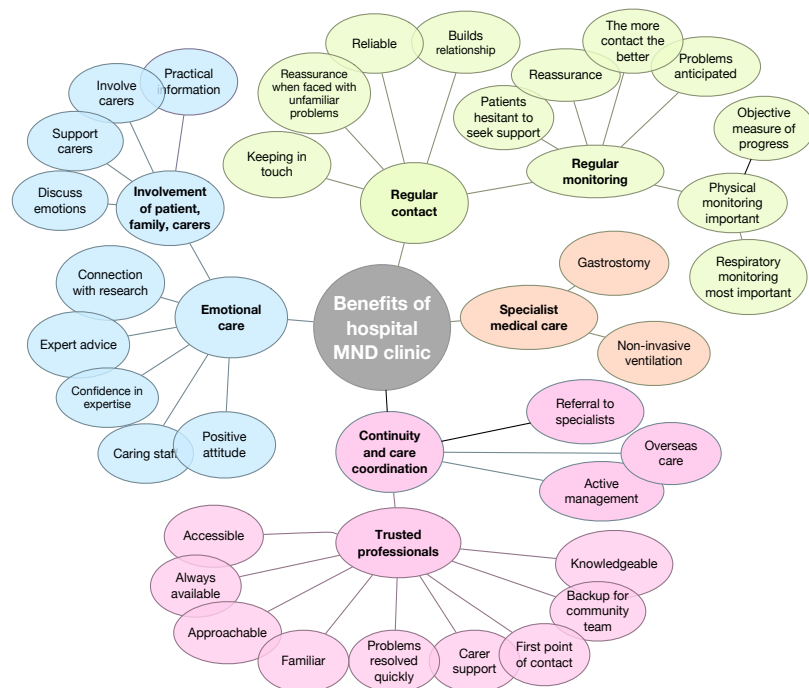 Benefits of
hospital
MND clinic
Regular
contact
Keeping in
touch
Reassurance
when faced with
unfamiliar
problems
Reliable
Builds
relationship
Regular
monitoring
Patients
hesitant to
seek support
Reassurance
The more
contact the
better
Problems
anticipated
Physical
monitoring
important
Objective
measure of
progress
Respiratory
monitoring
most important
Specialist
medical care
Gastrostomy
Non-invasive
ventilation
Continuity
and care
coordination
Referral to
specialists
Overseas
care
Active
management
Trusted
professionals
Knowledgeable
Backup for
community
team
First point
of contact
Carer
support
Problems
resolved
quickly
Familiar
Approachable
Always
available
Accessible
Emotional
care
Positive
attitude
Caring staff
Confidence in
expertise
Expert advice
Connection
with research
Involvement
of patient,
family, carers
Discuss
emotions
Support
carers
Involve
carers
Practical
information